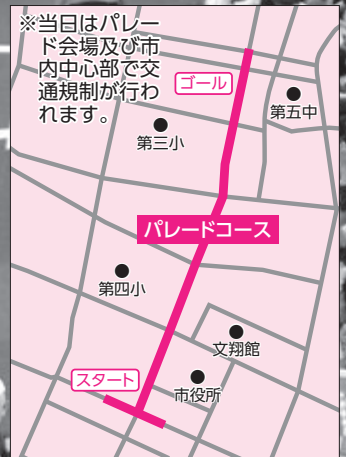 ※当日はパレー
ド会場及び市
内中心部で交
通規制が行わ
れます。
ゴール
第五中
第三小
パレードコース
第四小
文翔館
スタート
市役所